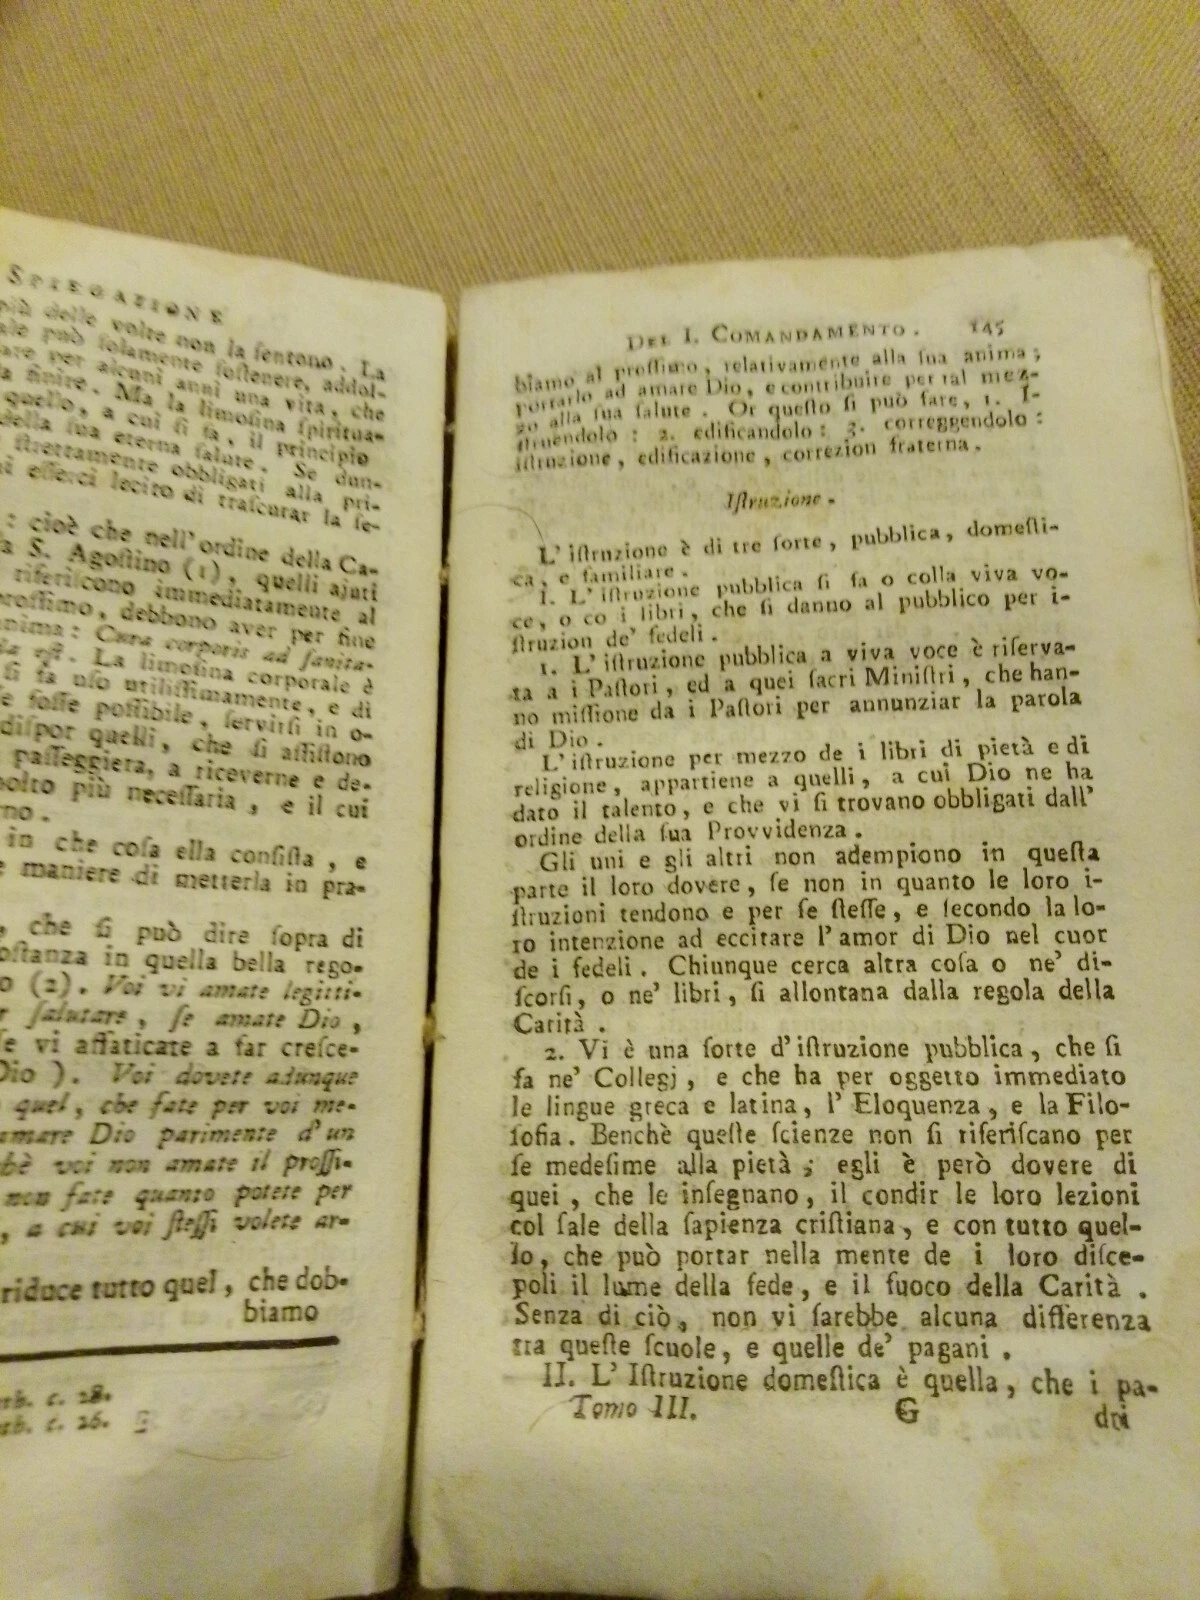 SPIEGAZIONE
più delle volte non la ſentono. La
può ſolamente ſoſtenere, addol-
per alcuni anni una vita, che
finire. Ma la limoſina ſpiritua-
quello, a cui ſi fa, il principio
della ſua eterna ſalute. Se dun-
ſtrettamente obbligati alla pri-
eſſerci lecito di traſcurar la ſe-
: cioè che nell'ordine della Ca-
S. Agoſtino (1), quelli ajuti
riferiſcono immediatamente al
proſſimo, debbono aver per fine
anima: Cura corporis ad ſanita-
eſt. La limoſina corporale è
ſi fa uſo utiliſſimamente, e di
foſſe poſſibile, ſervirſi in o-
diſpor quelli, che ſi aſſiſtono
paſſeggiera, a riceverne e de-
molto più neceſſaria, e il cui
in che coſa ella conſiſta, e
maniere di metterla in pra-
, che ſi può dire ſopra di
ſoſtanza in quella bella rego-
(2). Voi vi amate legitti-
ſalutare, ſe amate Dio,
vi affaticate a far creſce-
Dio). Voi dovete adunque
quel, che fate per voi me-
amare Dio parimente d'un
voi non amate il proſſi-
non fate quanto potete per
, a cui voi ſteſſi volete ar-
riduce tutto quel, che dob-
biamo
c. 28.
c. 26.
DEL I. COMANDAMENTO. 145
biamo al proſſimo, relativamente alla ſua anima;
portarlo ad amare Dio, e contribuire per tal mez-
zo alla ſua ſalute. Or queſto ſi può fare, 1. I-
ſtruendolo: 2. edificandolo: 3. correggendolo:
iſtruzione, edificazione, correzion fraterna.
Iſtruzione.
L'iſtruzione è di tre ſorte, pubblica, domeſti-
ca, e familiare.
I. L'iſtruzione pubblica ſi fa o colla viva vo-
ce, o co i libri, che ſi danno al pubblico per i-
ſtruzion de' fedeli.
1. L'iſtruzione pubblica a viva voce è riſerva-
ta a i Paſtori, ed a quei ſacri Miniſtri, che han-
no miſſione da i Paſtori per annunziar la parola
di Dio.
L'iſtruzione per mezzo de i libri di pietà e di
religione, appartiene a quelli, a cui Dio ne ha
dato il talento, e che vi ſi trovano obbligati dall'
ordine della ſua Provvidenza.
Gli uni e gli altri non adempiono in queſta
parte il loro dovere, ſe non in quanto le loro i-
ſtruzioni tendono e per ſe ſteſſe, e ſecondo la lo-
ro intenzione ad eccitare l'amor di Dio nel cuor
de i fedeli. Chiunque cerca altra coſa o ne' di-
ſcorſi, o ne' libri, ſi allontana dalla regola della
Carità.
2. Vi è una ſorte d'iſtruzione pubblica, che ſi
fa ne' Collegj, e che ha per oggetto immediato
le lingue greca e latina, l'Eloquenza, e la Filo-
ſofia. Benchè queſte ſcienze non ſi riferiſcano per
ſe medeſime alla pietà; egli è però dovere di
quei, che le inſegnano, il condir le loro lezioni
col ſale della ſapienza criſtiana, e con tutto quel-
lo, che può portar nella mente de i loro diſce-
poli il lume della fede, e il fuoco della Carità.
Senza di ciò, non vi ſarebbe alcuna differenza
tra queſte ſcuole, e quelle de' pagani.
II. L'Iſtruzione domeſtica è quella, che i pa-
Tomo III. G dri